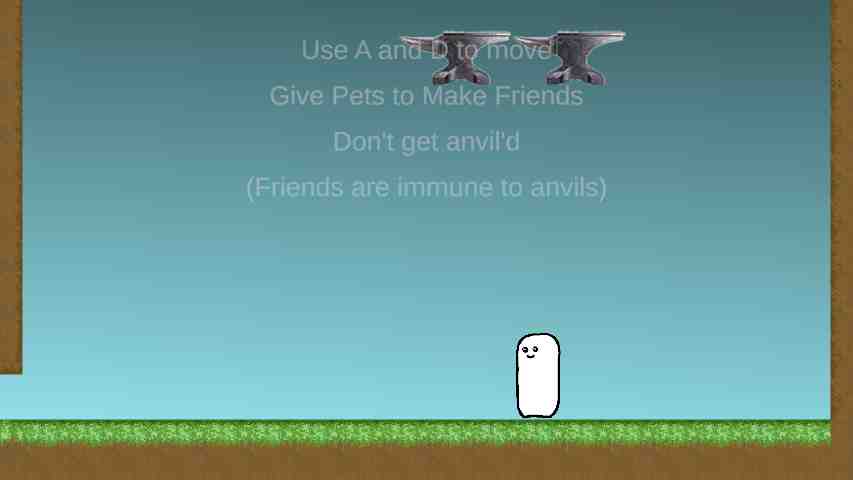 Use A and D to move
Give Pets to Make Friends
Don't get anvil'd
(Friends are immune to anvils)